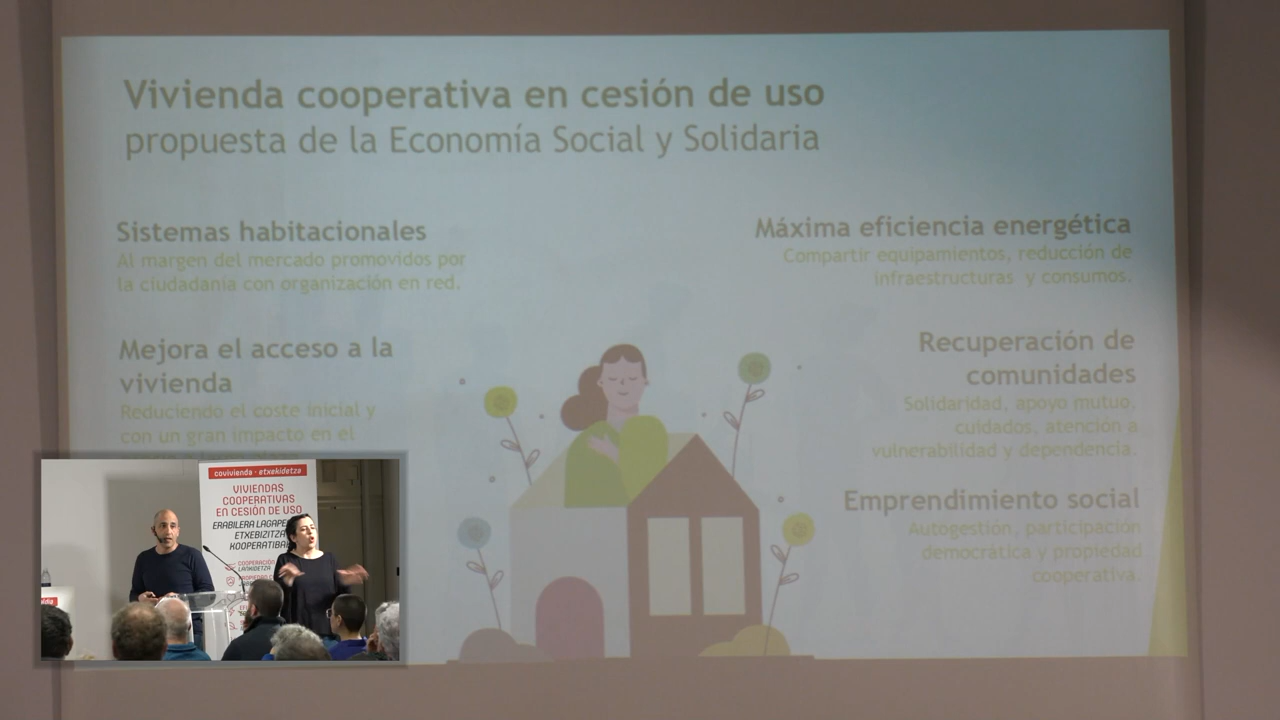 Vivienda cooperativa en cesión de uso
propuesta de la Economía Social y Solidaria
Sistemas habitacionales
Al margen del mercado promovidos por
la ciudadanía con organización en red.
Mejora el acceso a la
vivienda
Reduciendo el coste inicial y
con un gran impacto en el
Máxima eficiencia energética
Compartir equipamientos, reducción de
infraestructuras y consumos.
Recuperación de
comunidades
Solidaridad, apoyo mutuo,
cuidados, atención a
vulnerabilidad y dependencia.
Emprendimiento social
Autogestión, participación
democrática y propiedad
cooperativa.
covivienda · etxekidetza
VIVIENDAS
COOPERATIVAS
EN CESIÓN DE USO
ERABILERA LAGAPE
ETXEBIZITZA
KOOPERATIBA
COOPERACIÓN
LANKIDETZA